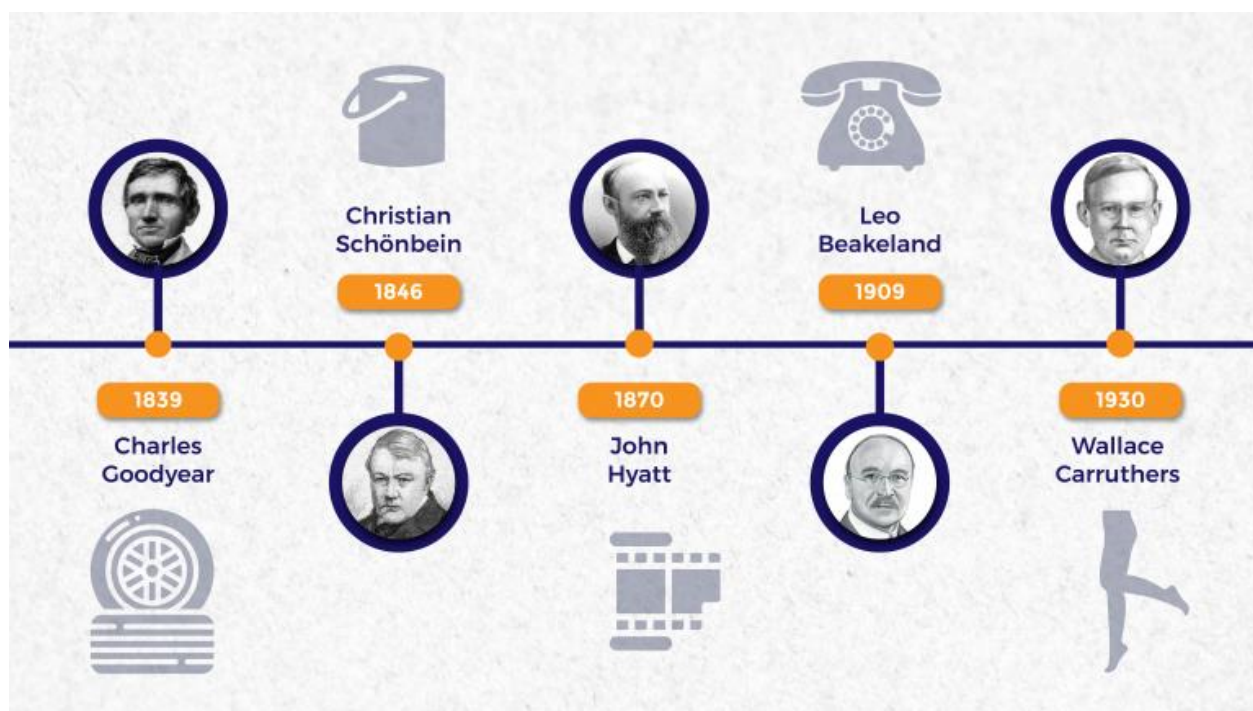 1839
Charles
Goodyear
Christian
Schönbein
1846
1870
John
Hyatt
Leo
Beakeland
1909
1930
Wallace
Carruthers